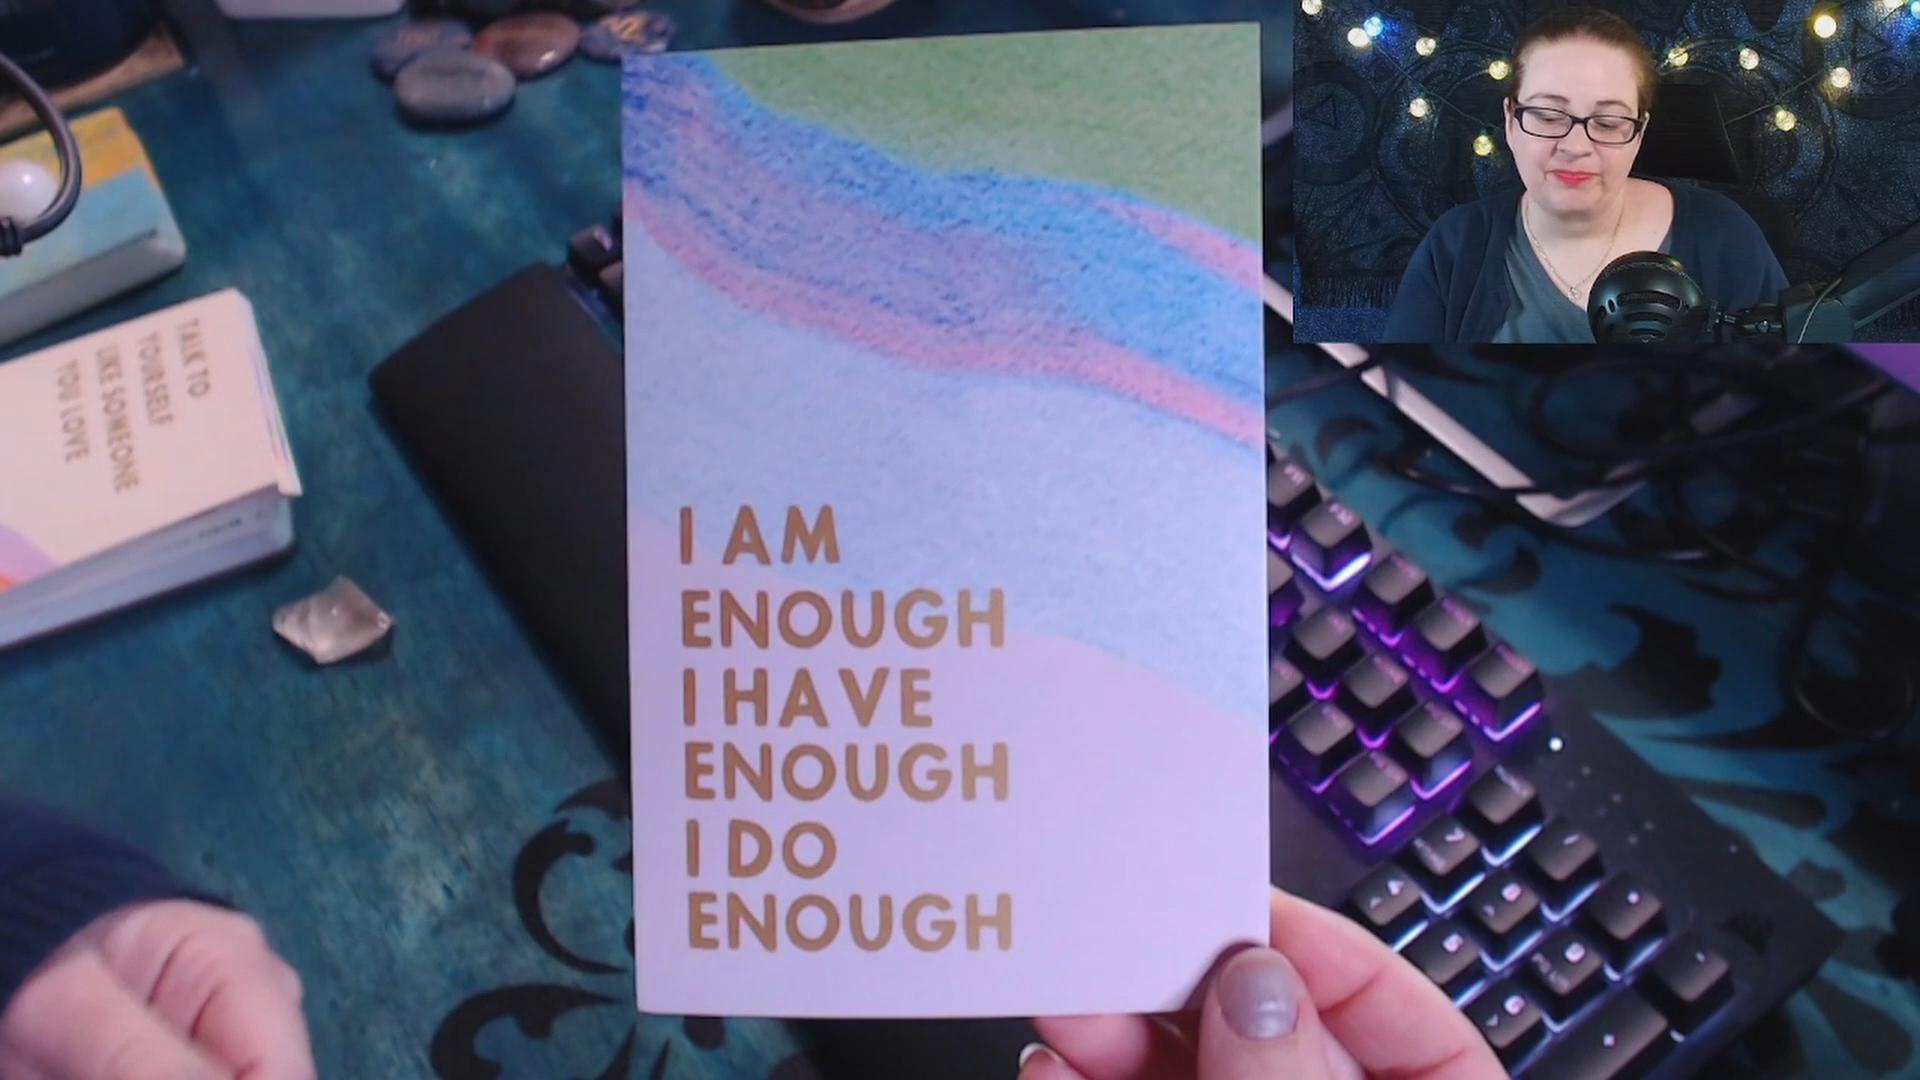 I AM
ENOUGH
I HAVE
ENOUGH
I DO
ENOUGH
TALK TO
YOURSELF
LIKE SOMEONE
YOU LOVE